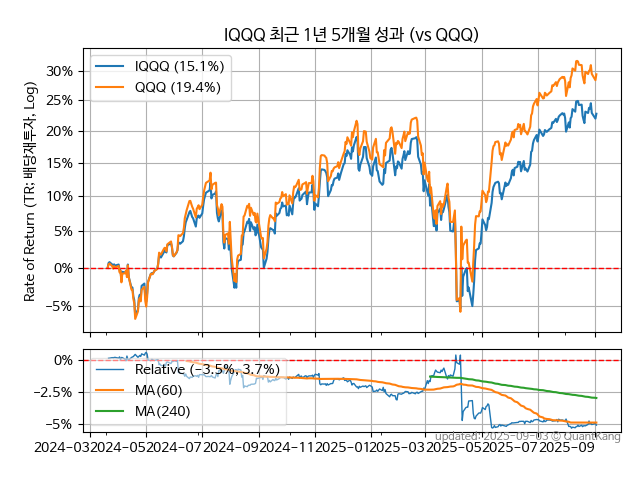 IQQQ 최근 1년 5개월 성과 (vs QQQ)
Rate of Return (TR: 배당재투자, Log)
30%
25%
20%
15%
10%
5%
0%
−5%
IQQQ (15.1%)
QQQ (19.4%)
0%
−2.5%
−5%
Relative (−3.5%, 3.7%)
MA(60)
MA(240)
2024−03 2024−05 2024−07 2024−09 2024−11 2025−01 2025−03 2025−05 2025−07 2025−09
updated: 2025−09−03 © QuantKang